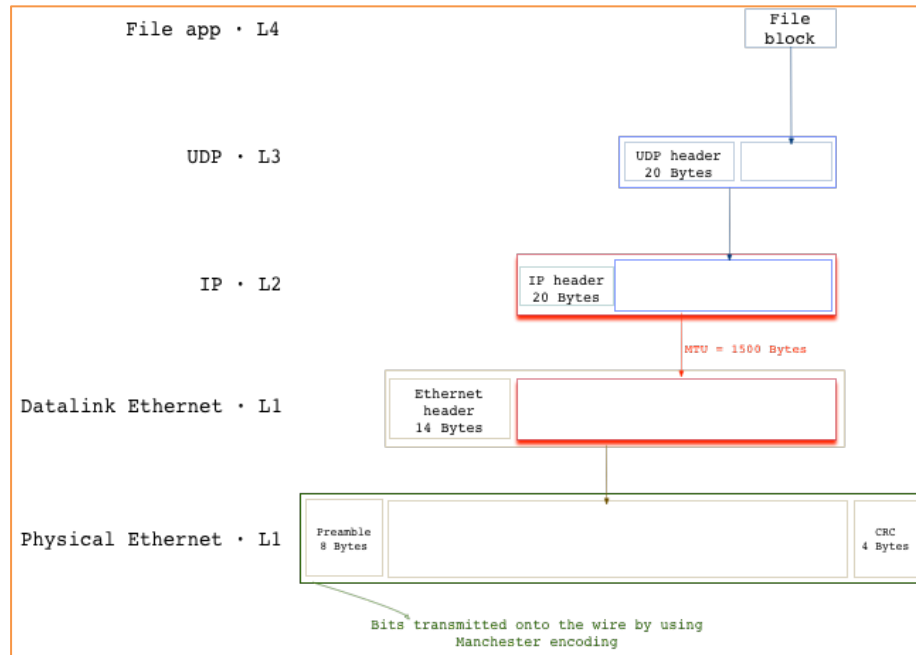 File app · L4
File
block
UDP · L3
UDP header
20 Bytes
IP · L2
IP header
20 Bytes
MTU = 1500 Bytes
Datalink Ethernet · L1
Ethernet
header
14 Bytes
Physical Ethernet · L1
Preamble
8 Bytes
CRC
4 Bytes
Bits transmitted onto the wire by using
Manchester encoding